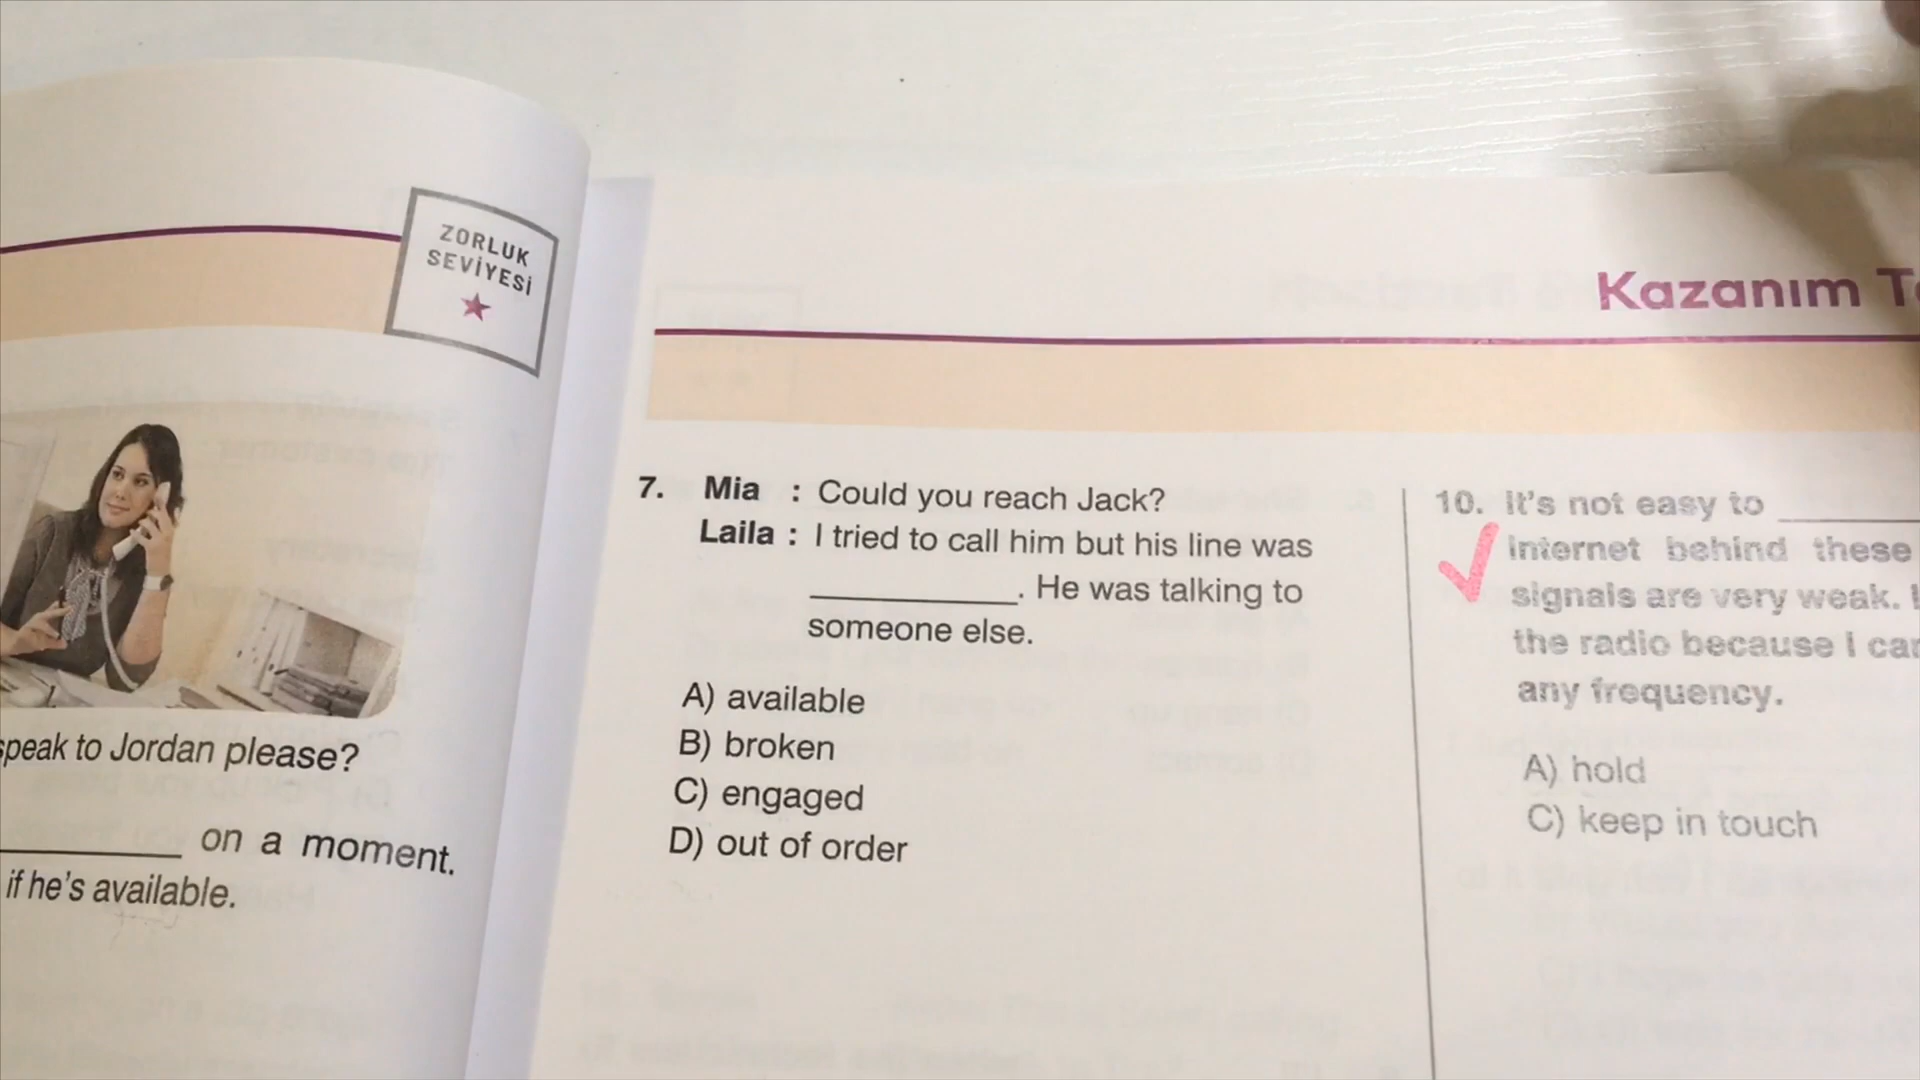 ZORLUK
SEVİYESİ
speak to Jordan please?
on a moment.
if he's available.
Kazanım
7. Mia : Could you reach Jack?
Laila : I tried to call him but his line was
____________. He was talking to
someone else.
A) available
B) broken
C) engaged
D) out of order
10. It's not easy to ________
internet behind these
signals are very weak. I
the radio because I can
any frequency.
A) hold
C) keep in touch